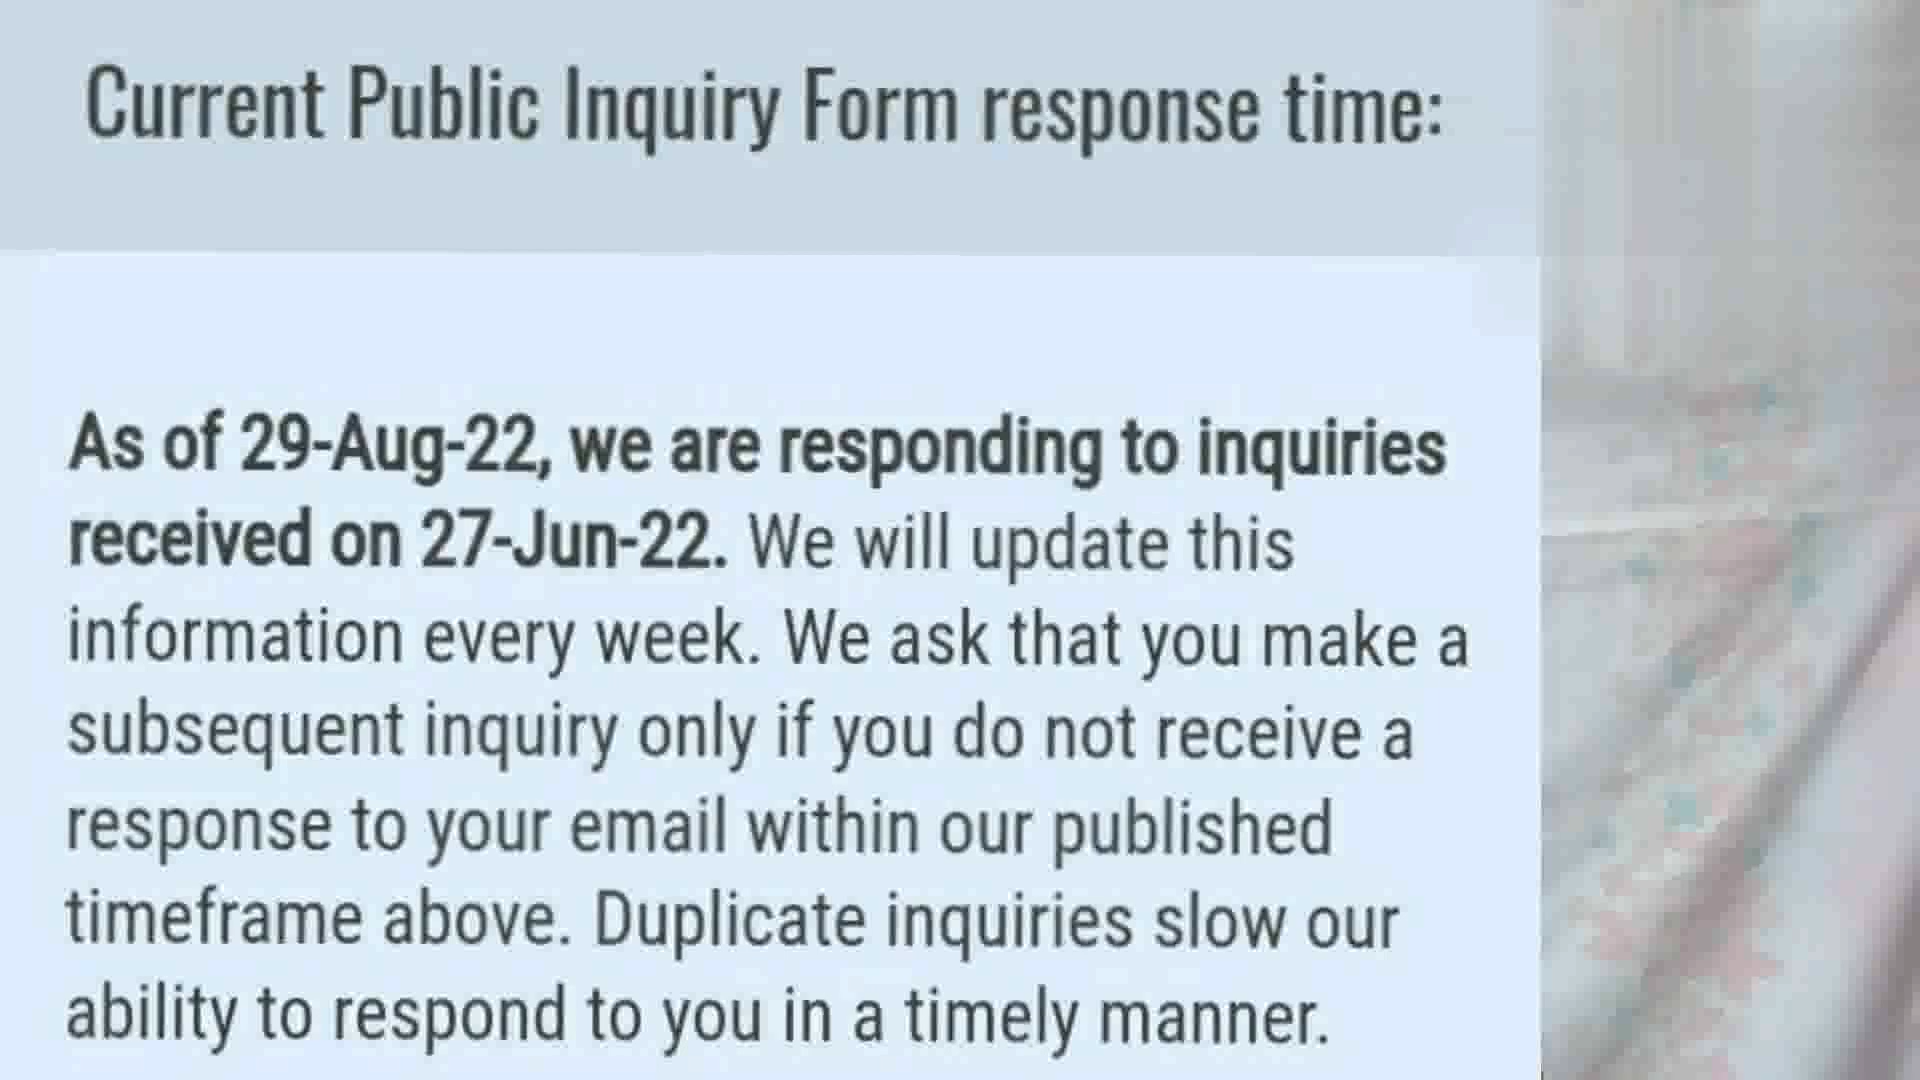 Current Public Inquiry Form response time:
As of 29-Aug-22, we are responding to inquiries
received on 27-Jun-22. We will update this
information every week. We ask that you make a
subsequent inquiry only if you do not receive a
response to your email within our published
timeframe above. Duplicate inquiries slow our
ability to respond to you in a timely manner.